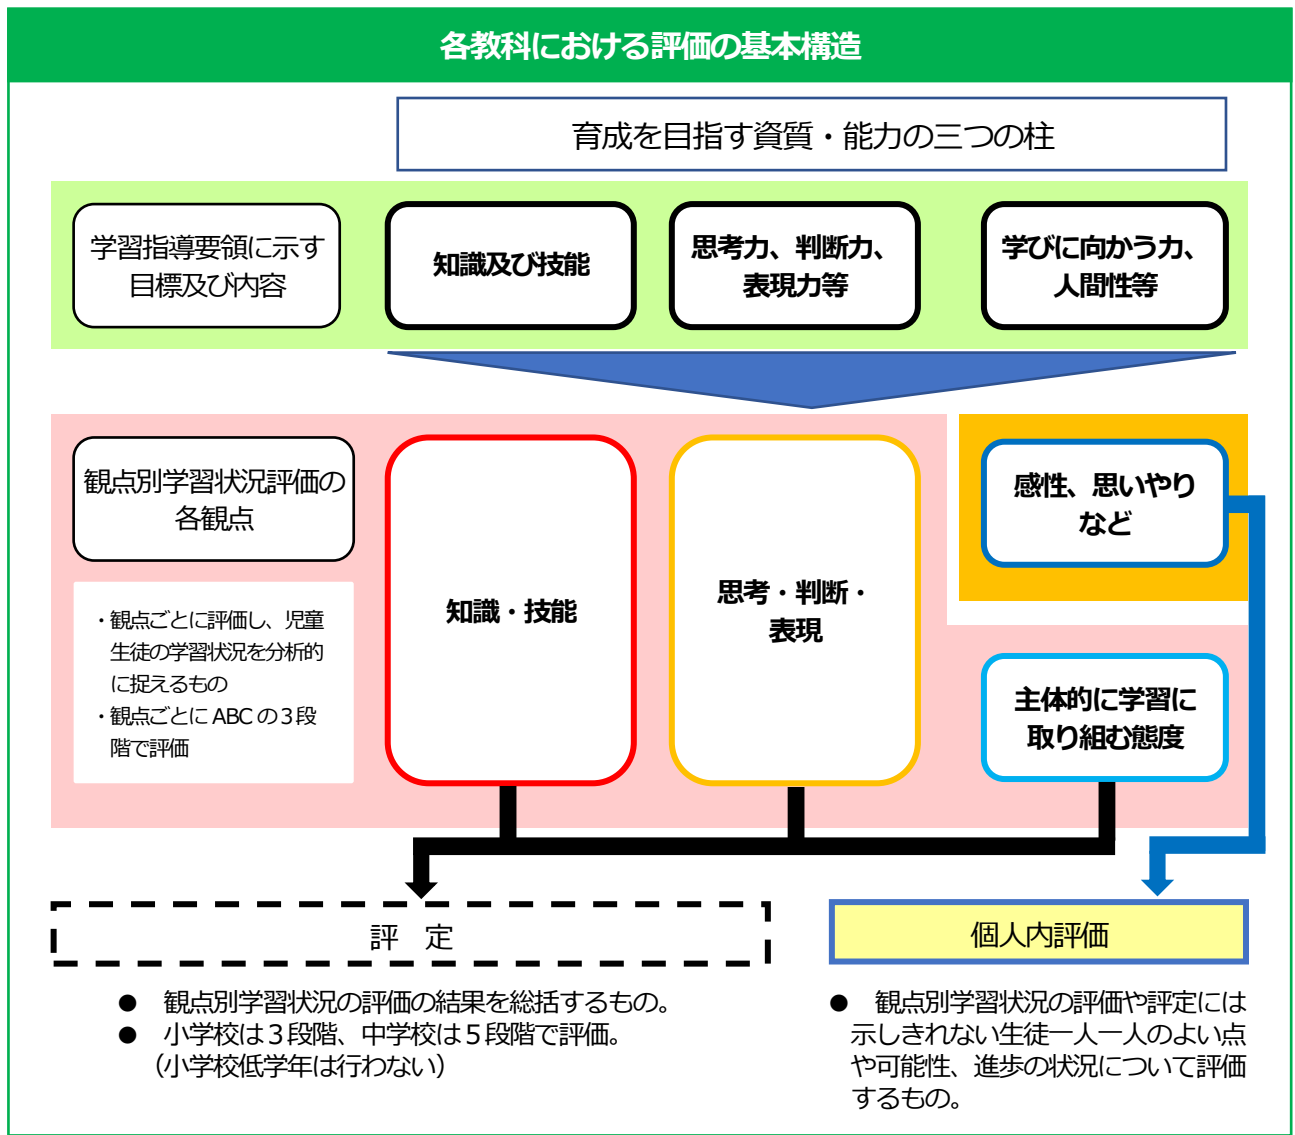 各教科における評価の基本構造
育成を目指す資質・能力の三つの柱
学習指導要領に示す
目標及び内容
知識及び技能
思考力、判断力、
表現力等
学びに向かう力、
人間性等
観点別学習状況評価の
各観点
・観点ごとに評価し、児童
生徒の学習状況を分析的
に捉えるもの
・観点ごとに ABC の３段
階で評価
知識・技能
思考・判断・
表現
感性、思いやり
など
主体的に学習に
取り組む態度
評　定
● 観点別学習状況の評価の結果を総括するもの。
● 小学校は３段階、中学校は５段階で評価。
（小学校低学年は行わない）
個人内評価
● 観点別学習状況の評価や評定には
示しきれない生徒一人一人のよい点
や可能性、進歩の状況について評価
するもの。